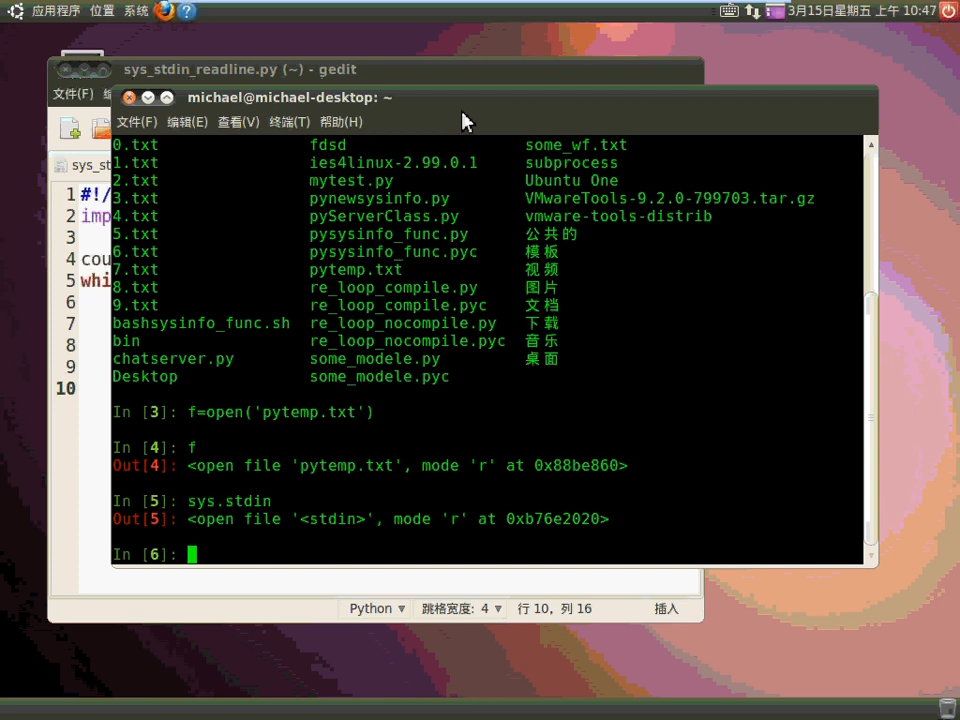 应用程序 位置 系统 3月15日星期五 上午 10:47
sys_stdin_readline.py (~) - gedit
文件(F) 编
michael@michael-desktop: ~
文件(F) 编辑(E) 查看(V) 终端(T) 帮助(H)
sys_st
0.txt fdsd some_wf.txt
1.txt ies4linux-2.99.0.1 subprocess
2.txt mytest.py Ubuntu One
3.txt pynewsysinfo.py VMwareTools-9.2.0-799703.tar.gz
4.txt pyServerClass.py vmware-tools-distrib
5.txt pysysinfo_func.py 公共的
6.txt pysysinfo_func.pyc 模板
7.txt pytemp.txt 视频
8.txt re_loop_compile.py 图片
9.txt re_loop_compile.pyc 文档
bashsysinfo_func.sh re_loop_nocompile.py 下载
bin re_loop_nocompile.pyc 音乐
chatserver.py some_modele.py 桌面
Desktop some_modele.pyc
In [3]: f=open('pytemp.txt')
In [4]: f
Out[4]: <open file 'pytemp.txt', mode 'r' at 0x88be860>
In [5]: sys.stdin
Out[5]: <open file '<stdin>', mode 'r' at 0xb76e2020>
In [6]:
1 #!/
2 imp
3
4 cou
5 whi
6
7
8
9
10
Python 跳格宽度: 4 行 10，列 16 插入